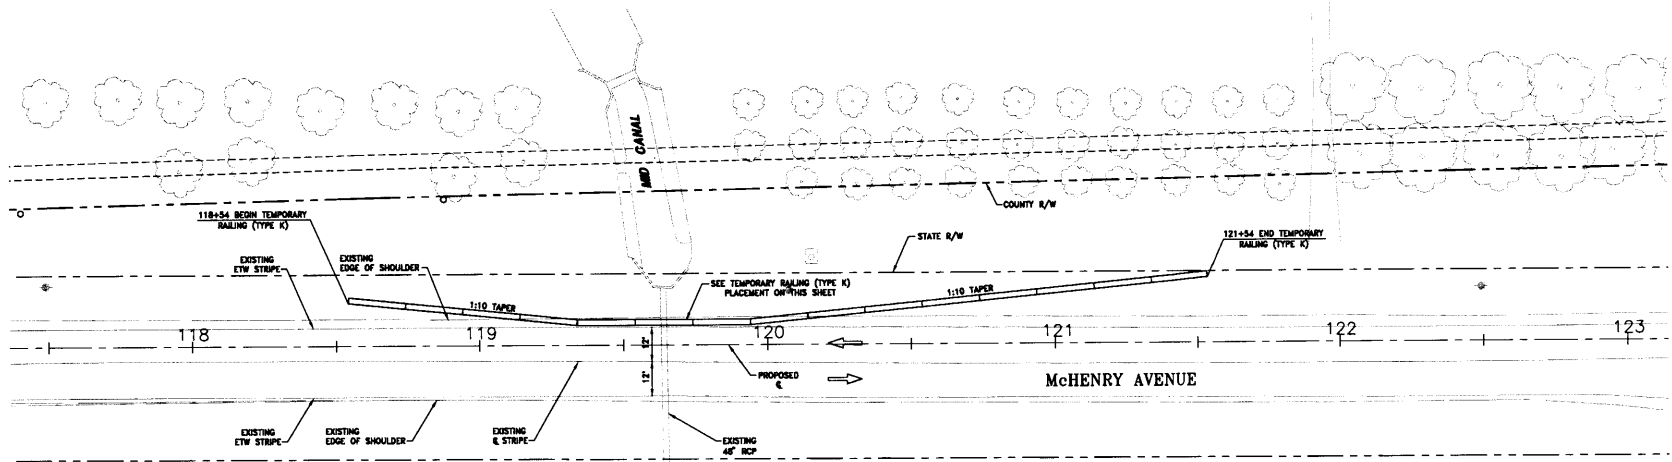 MID CANAL
COUNTY R/W
118+54 BEGIN TEMPORARY
RAILING (TYPE K)
STATE R/W
121+54 END TEMPORARY
RAILING (TYPE K)
EXISTING
ETW STRIPE
EXISTING
EDGE OF SHOULDER
1:10 TAPER
SEE TEMPORARY RAILING (TYPE K)
PLACEMENT ON THIS SHEET
1:10 TAPER
118
119
120
121
122
123
12'
12'
PROPOSED
℄
McHENRY AVENUE
EXISTING
ETW STRIPE
EXISTING
EDGE OF SHOULDER
EXISTING
℄ STRIPE
EXISTING
48" RCP